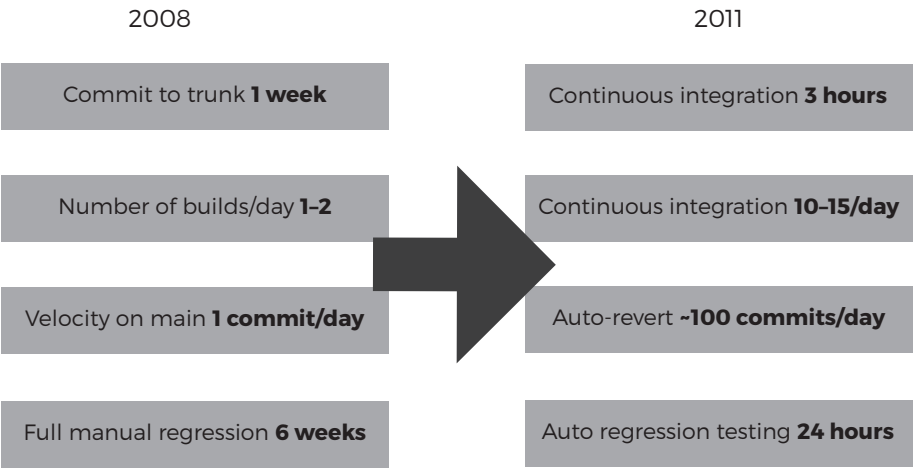 2008
2011
Commit to trunk 1 week
Continuous integration 3 hours
Number of builds/day 1–2
Continuous integration 10–15/day
Velocity on main 1 commit/day
Auto-revert ~100 commits/day
Full manual regression 6 weeks
Auto regression testing 24 hours